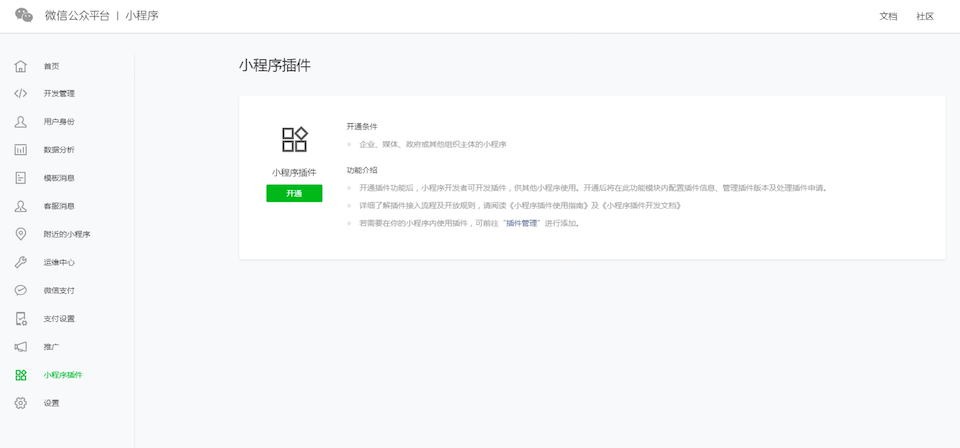 微信公众平台 | 小程序
文档
社区
首页
开发管理
用户身份
数据分析
模板消息
客服消息
附近的小程序
运维中心
微信支付
支付设置
推广
小程序插件
设置
小程序插件
小程序插件
开通
开通条件
企业、媒体、政府或其他组织主体的小程序
功能介绍
开通插件功能后，小程序开发者可开发插件，供其他小程序使用。开通后将在此功能模块内配置插件信息、管理插件版本及处理插件申请。
详细了解插件接入流程及开放规则，请阅读《小程序插件使用指南》及《小程序插件开发文档》
若需要在你的小程序内使用插件，可前往“插件管理”进行添加。